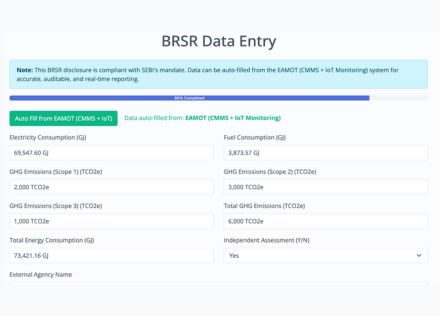 BRSR Data Entry
Note: This BRSR disclosure is compliant with SEBI's mandate. Data can be auto-filled from the EAMOT (CMMS + IoT Monitoring) system for
accurate, auditable, and real-time reporting.
86% Completed
Auto Fill from EAMOT (CMMS + IoT) Data auto-filled from: EAMOT (CMMS + IoT Monitoring)
Electricity Consumption (GJ) Fuel Consumption (GJ)
69,547.60 GJ 3,873.57 GJ
GHG Emissions (Scope 1) (TCO2e) GHG Emissions (Scope 2) (TCO2e)
2,000 TCO2e 3,000 TCO2e
GHG Emissions (Scope 3) (TCO2e) Total GHG Emissions (TCO2e)
1,000 TCO2e 6,000 TCO2e
Total Energy Consumption (GJ) Independent Assessment (Y/N)
73,421.16 GJ Yes
External Agency Name